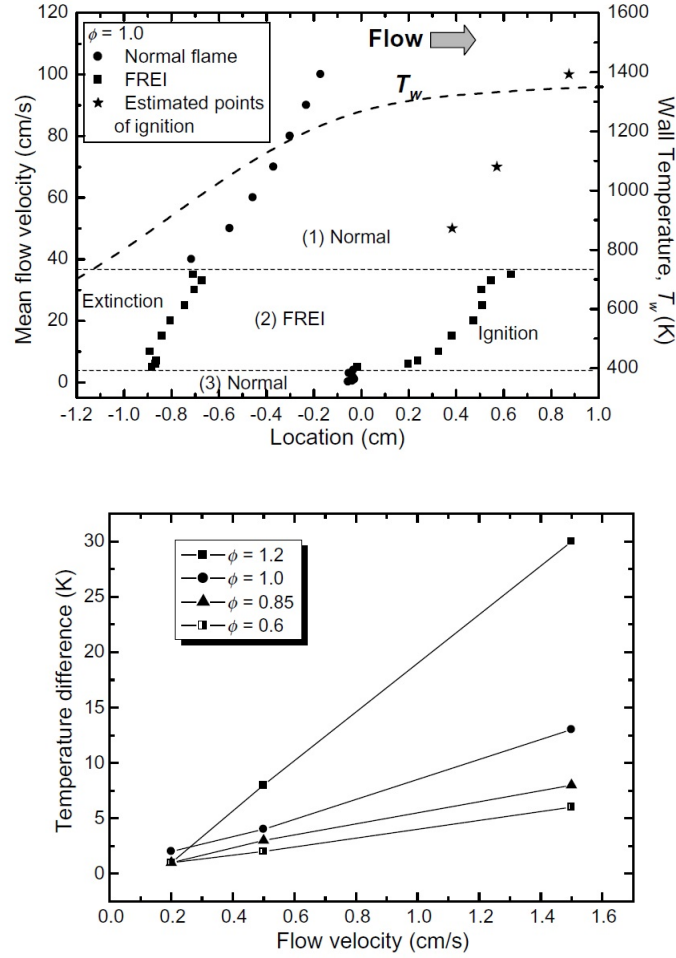 ϕ = 1.0
Normal flame
FREI
Estimated points
of ignition
Flow
T_w
(1) Normal
Extinction
(2) FREI
Ignition
(3) Normal
120
100
80
60
40
20
0
Mean flow velocity (cm/s)
1600
1400
1200
1000
800
600
400
Wall Temperature, T_w (K)
-1.2 -1.0 -0.8 -0.6 -0.4 -0.2 0.0 0.2 0.4 0.6 0.8 1.0
Location (cm)
ϕ = 1.2
ϕ = 1.0
ϕ = 0.85
ϕ = 0.6
30
25
20
15
10
5
0
Temperature difference (K)
0.0 0.2 0.4 0.6 0.8 1.0 1.2 1.4 1.6
Flow velocity (cm/s)